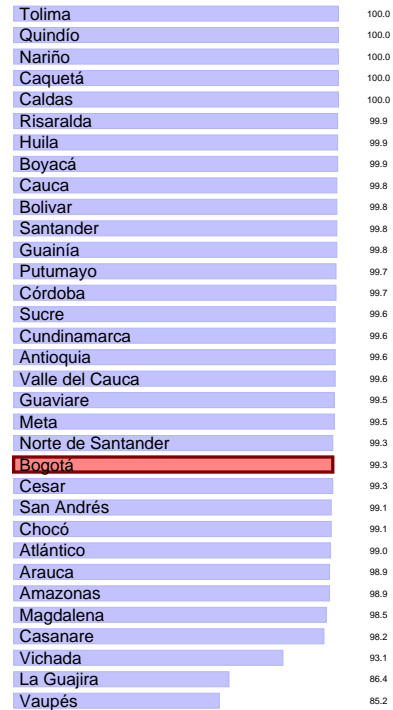 Tolima 100.0
Quindío 100.0
Nariño 100.0
Caquetá 100.0
Caldas 100.0
Risaralda 99.9
Huila 99.9
Boyacá 99.9
Cauca 99.8
Bolivar 99.8
Santander 99.8
Guainía 99.8
Putumayo 99.7
Córdoba 99.7
Sucre 99.6
Cundinamarca 99.6
Antioquia 99.6
Valle del Cauca 99.6
Guaviare 99.5
Meta 99.5
Norte de Santander 99.3
Bogotá 99.3
Cesar 99.3
San Andrés 99.1
Chocó 99.1
Atlántico 99.0
Arauca 98.9
Amazonas 98.9
Magdalena 98.5
Casanare 98.2
Vichada 93.1
La Guajira 86.4
Vaupés 85.2